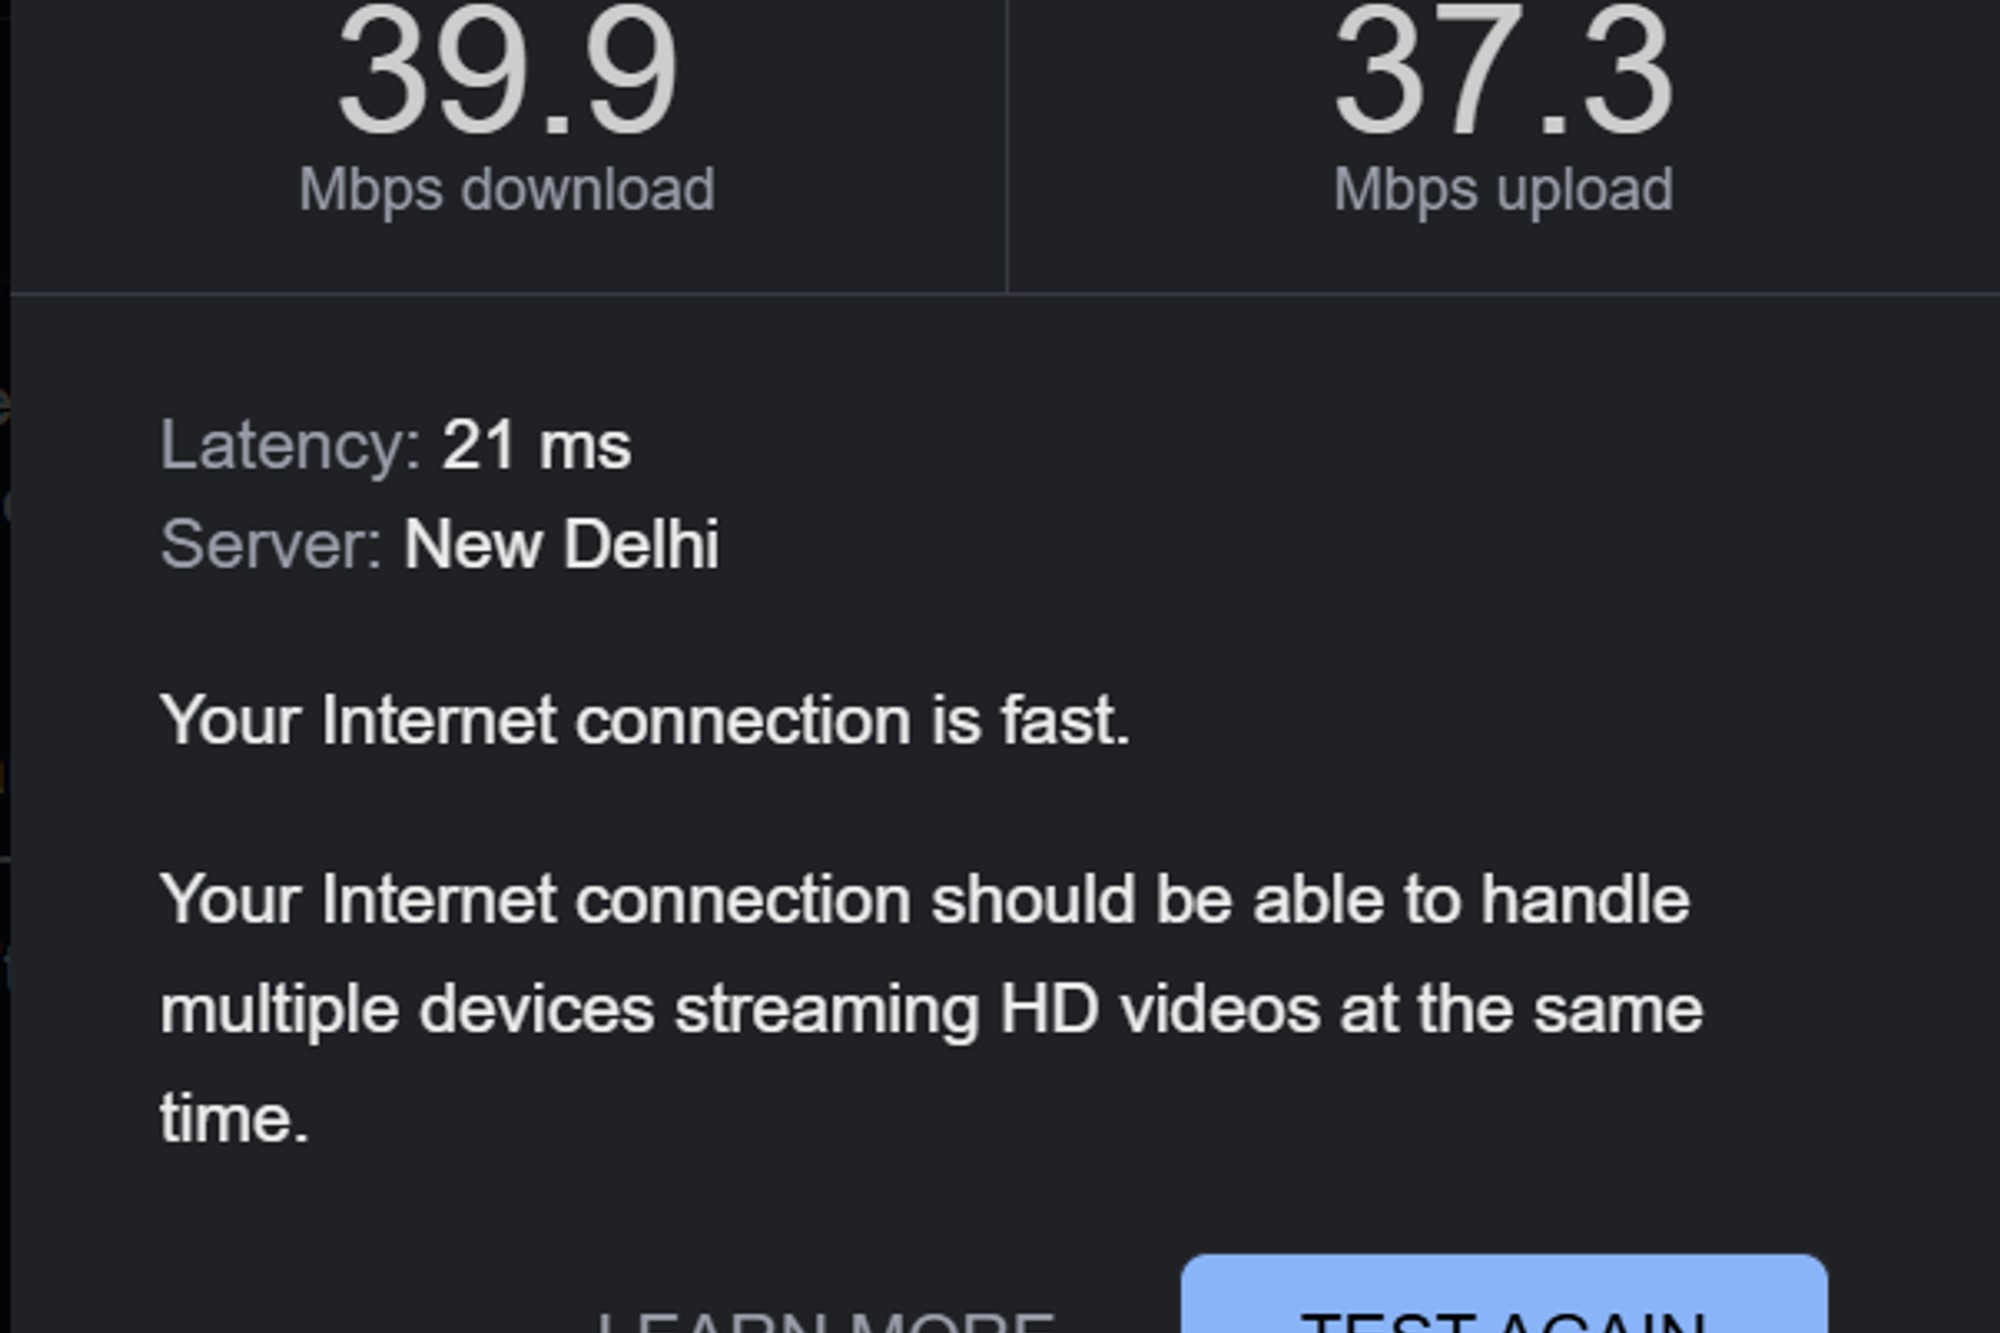 39.9
Mbps download
37.3
Mbps upload
Latency: 21 ms
Server: New Delhi
Your Internet connection is fast.
Your Internet connection should be able to handle
multiple devices streaming HD videos at the same
time.
LEARN MORE
TEST AGAIN